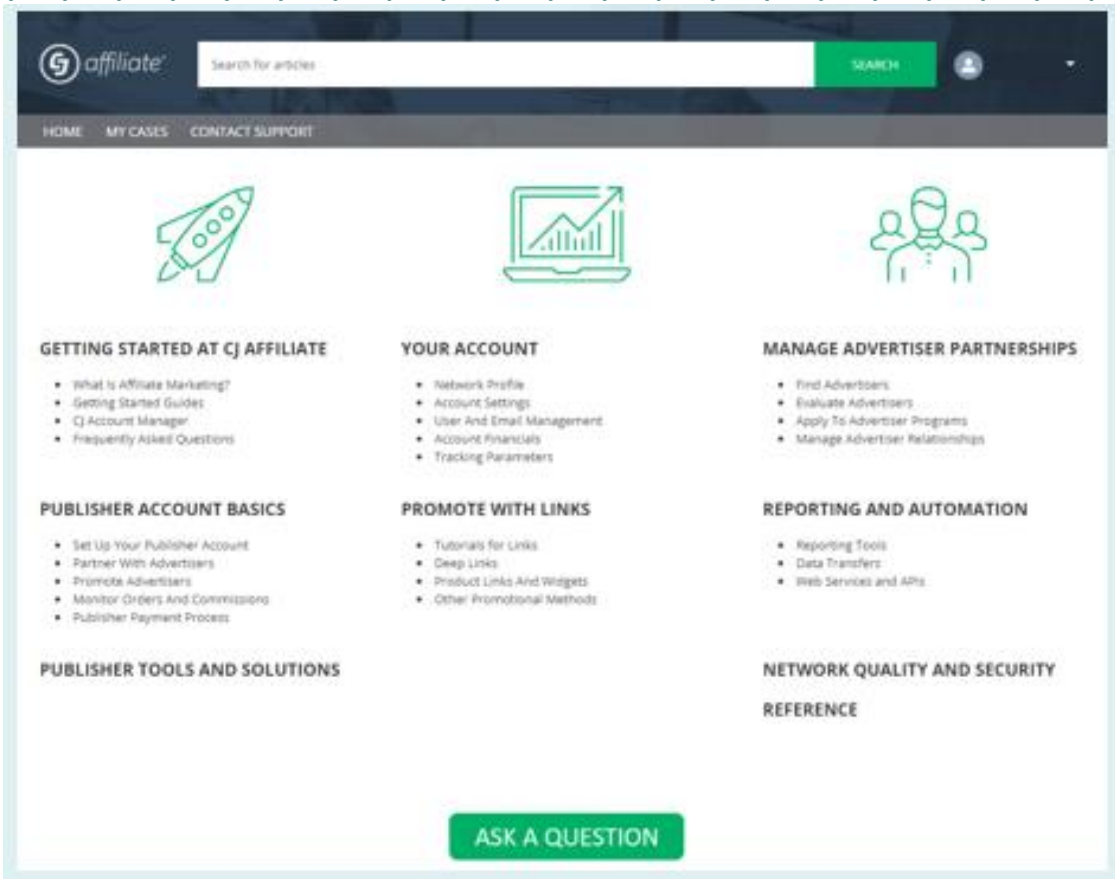 CJ affiliate
Search for articles
SEARCH
HOME MY CASES CONTACT SUPPORT
GETTING STARTED AT CJ AFFILIATE
What Is Affiliate Marketing?
Getting Started Guides
CJ Account Manager
Frequently Asked Questions
YOUR ACCOUNT
Network Profile
Account Settings
User And Email Management
Account Financials
Tracking Parameters
MANAGE ADVERTISER PARTNERSHIPS
Find Advertisers
Evaluate Advertisers
Apply To Advertiser Programs
Manage Advertiser Relationships
PUBLISHER ACCOUNT BASICS
Set Up Your Publisher Account
Partner With Advertisers
Promote Advertisers
Monitor Orders And Commissions
Publisher Payment Process
PROMOTE WITH LINKS
Tutorials for Links
Deep Links
Product Links And Widgets
Other Promotional Methods
REPORTING AND AUTOMATION
Reporting Tools
Data Transfers
Web Services and APIs
PUBLISHER TOOLS AND SOLUTIONS
NETWORK QUALITY AND SECURITY
REFERENCE
ASK A QUESTION